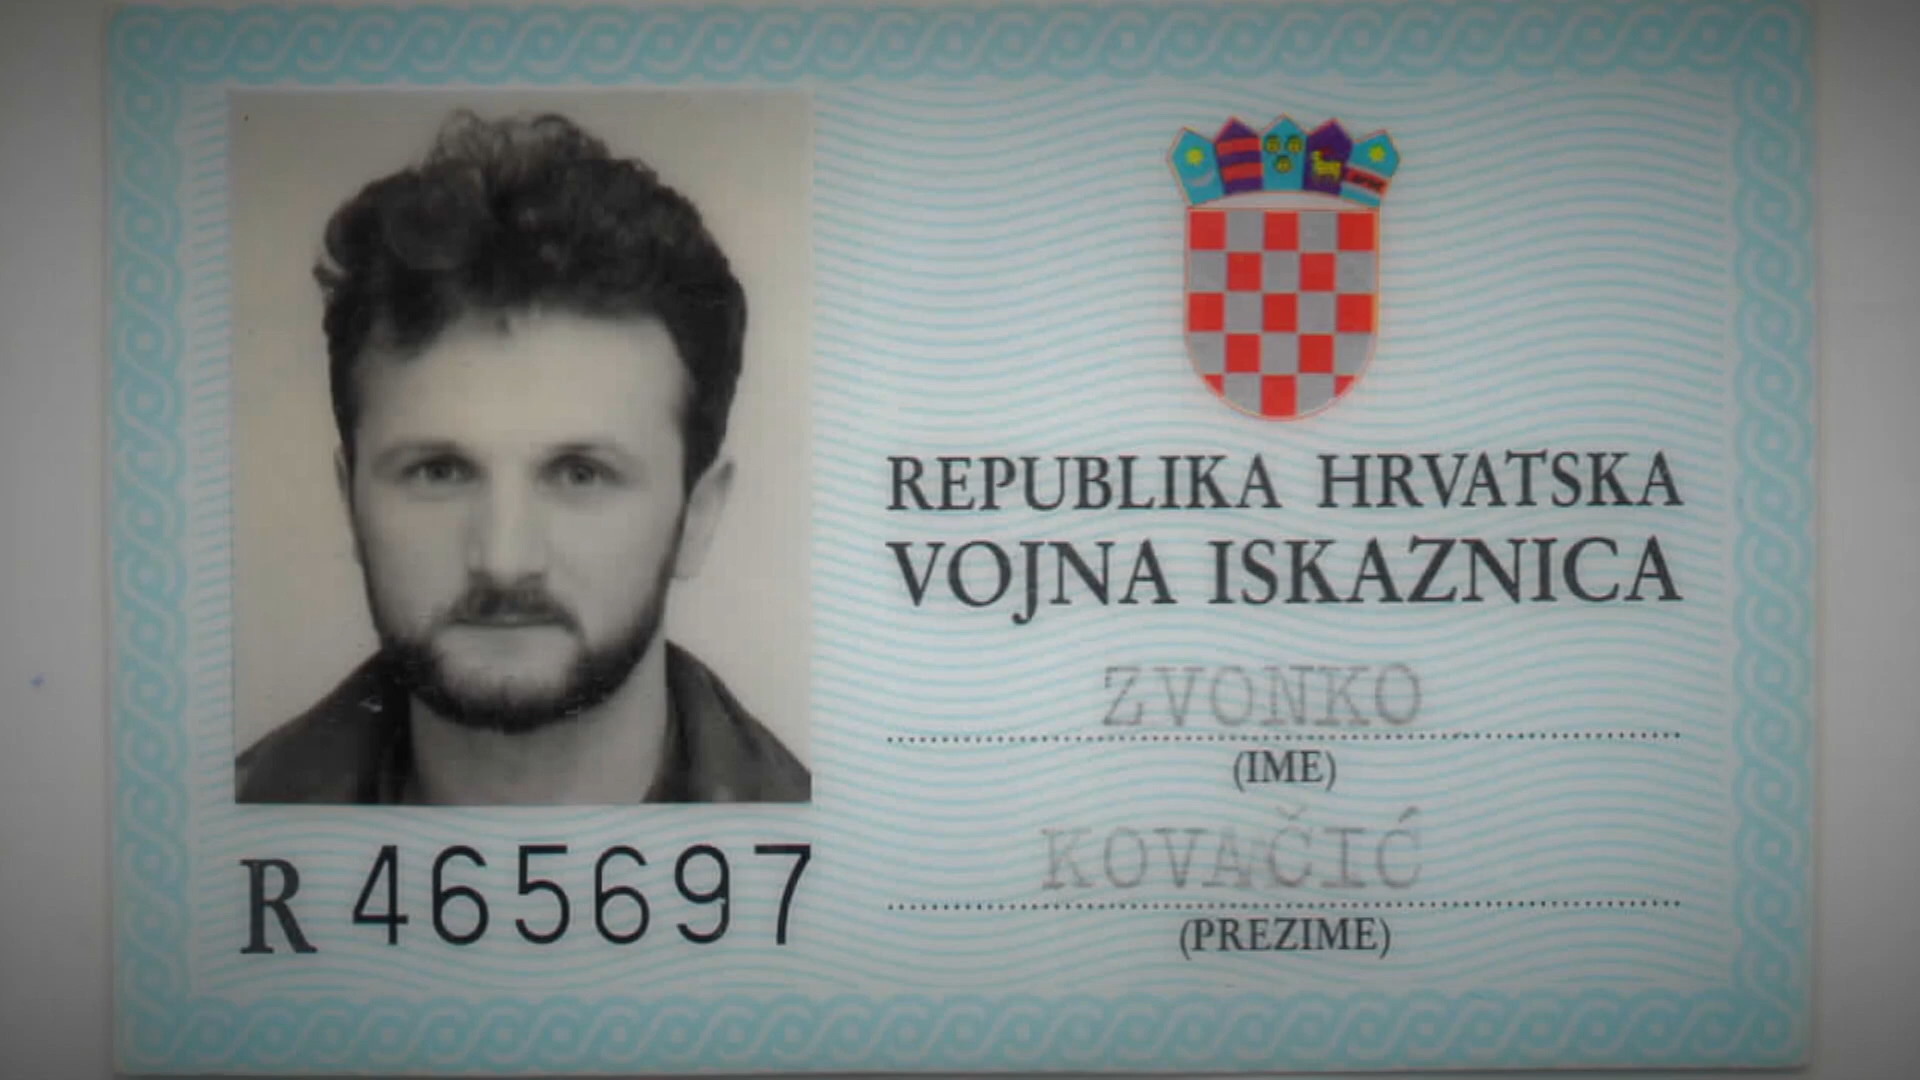 REPUBLIKA HRVATSKA
VOJNA ISKAZNICA
ZVONKO
(IME)
KOVAČIĆ
(PREZIME)
R 465697